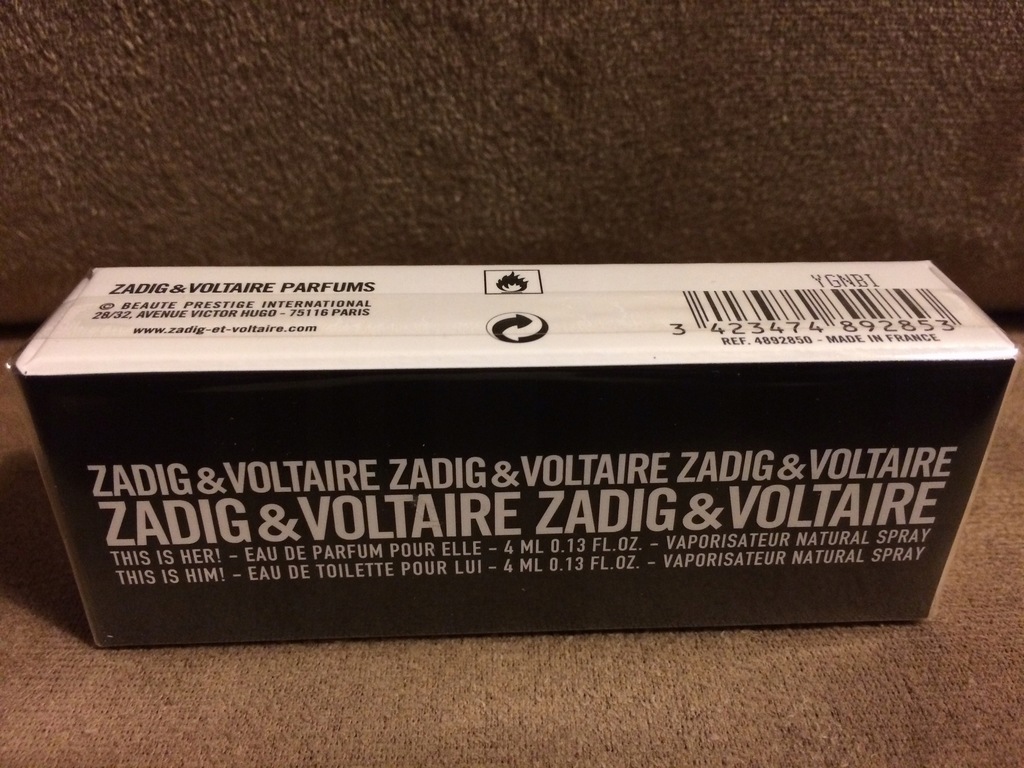 ZADIG & VOLTAIRE PARFUMS
© BEAUTE PRESTIGE INTERNATIONAL
28/32, AVENUE VICTOR HUGO - 75116 PARIS
www.zadig-et-voltaire.com
YGNBI
3 423474 892853
REF. 4892850 - MADE IN FRANCE
ZADIG & VOLTAIRE ZADIG & VOLTAIRE ZADIG & VOLTAIRE
ZADIG & VOLTAIRE ZADIG & VOLTAIRE
THIS IS HER! - EAU DE PARFUM POUR ELLE - 4 ML 0.13 FL.OZ. - VAPORISATEUR NATURAL SPRAY
THIS IS HIM! - EAU DE TOILETTE POUR LUI - 4 ML 0.13 FL.OZ. - VAPORISATEUR NATURAL SPRAY